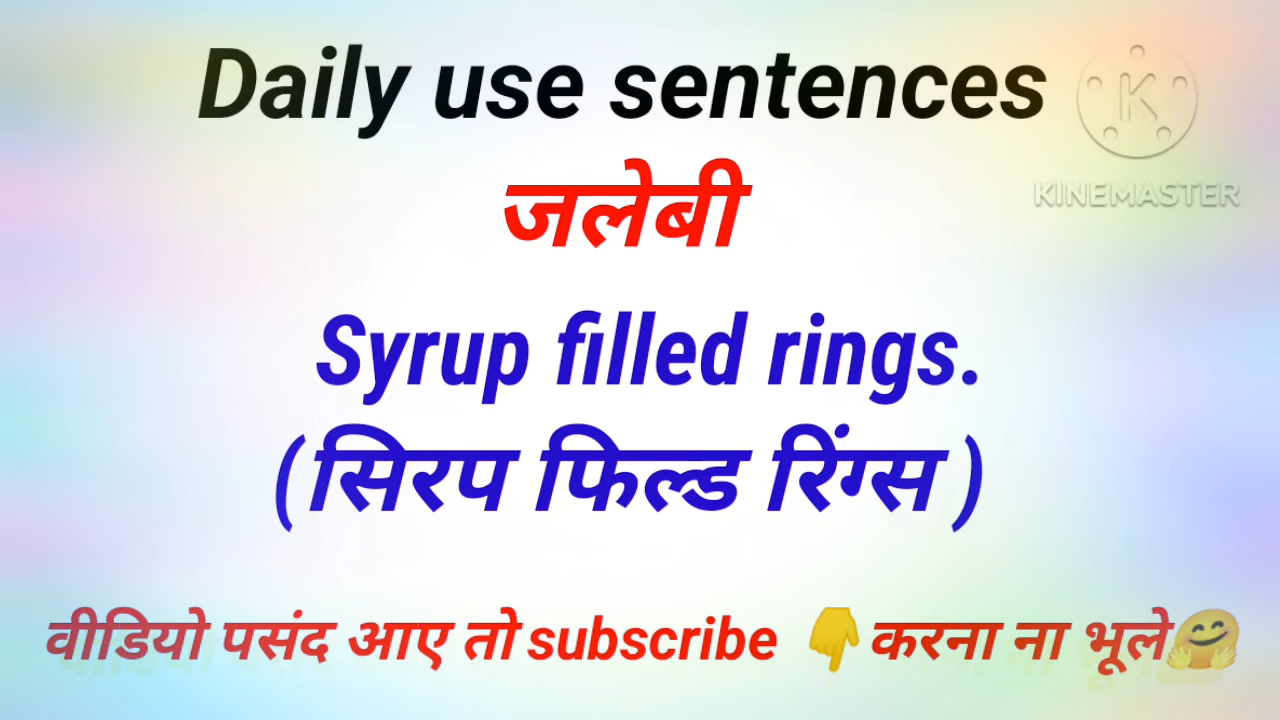 Daily use sentences
K
KINEMASTER
जलेबी
Syrup filled rings.
(सिरप फिल्ड रिंग्स)
वीडियो पसंद आए तो subscribe 👇 करना ना भूले🤗